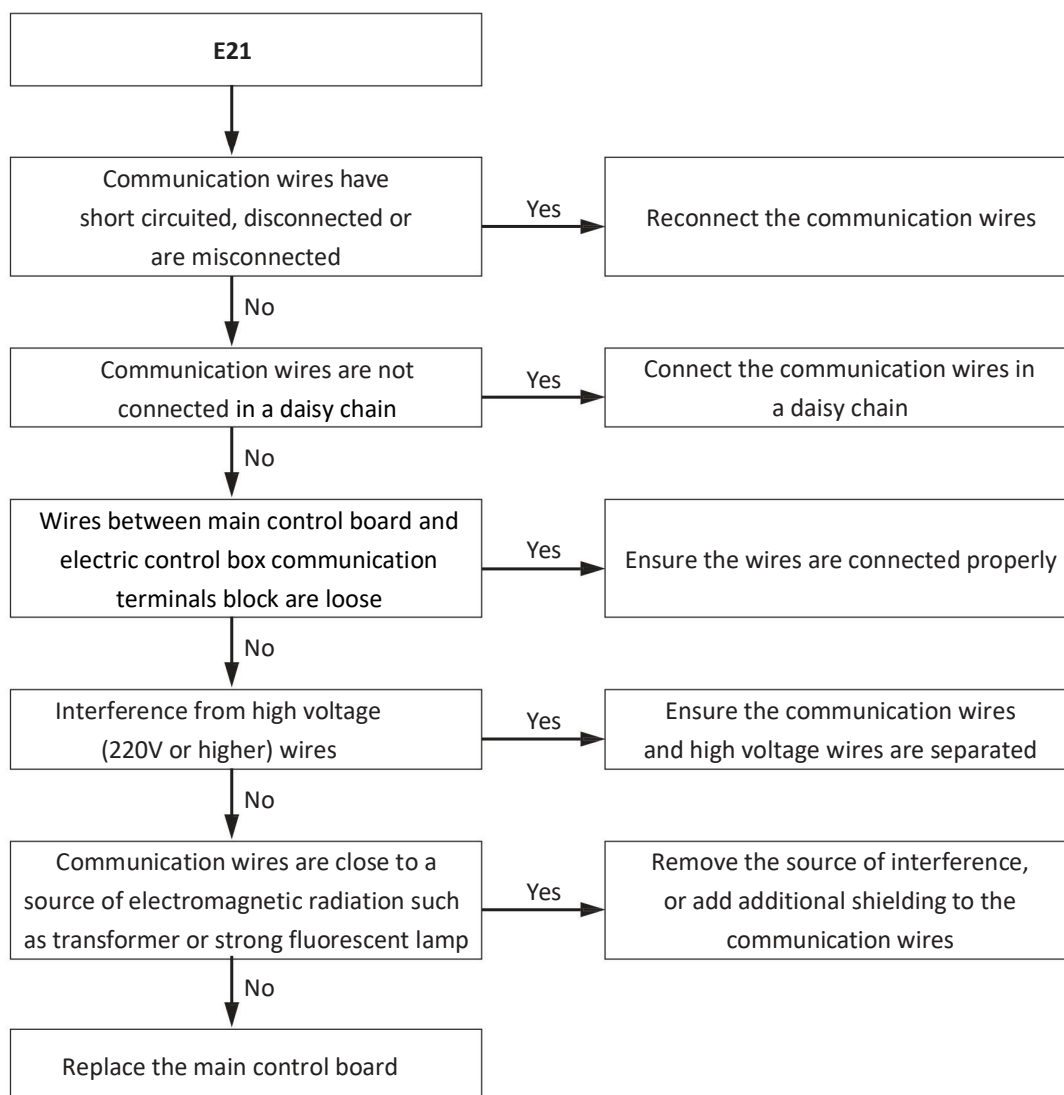 E21
Communication wires have
short circuited, disconnected or
are misconnected
Yes
Reconnect the communication wires
No
Communication wires are not
connected in a daisy chain
Yes
Connect the communication wires in
a daisy chain
No
Wires between main control board and
electric control box communication
terminals block are loose
Yes
Ensure the wires are connected properly
No
Interference from high voltage
(220V or higher) wires
Yes
Ensure the communication wires
and high voltage wires are separated
No
Communication wires are close to a
source of electromagnetic radiation such
as transformer or strong fluorescent lamp
Yes
Remove the source of interference,
or add additional shielding to the
communication wires
No
Replace the main control board